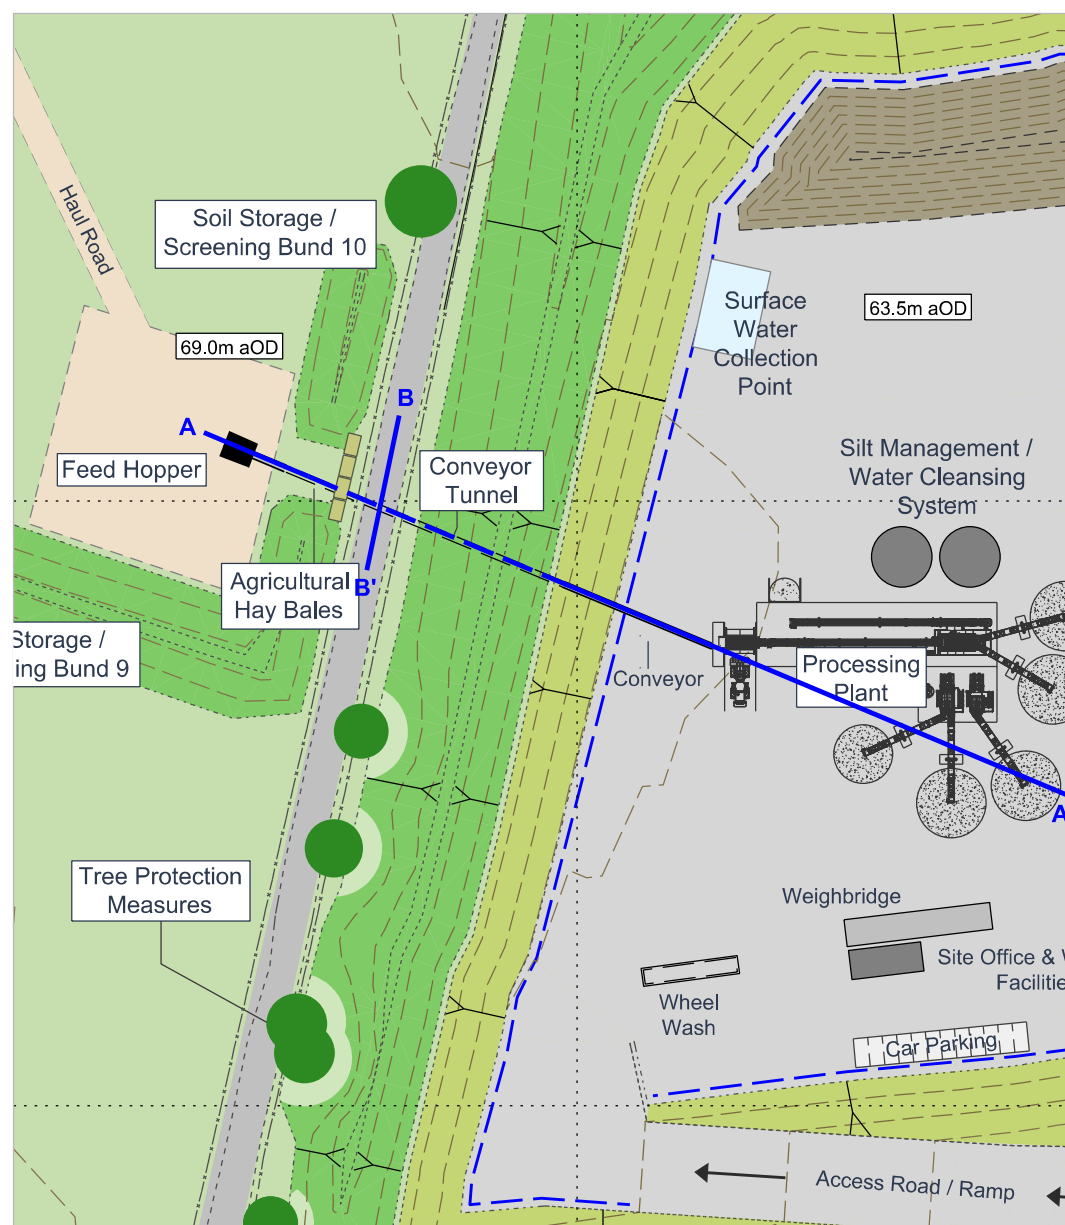 Haul Road
Soil Storage /
Screening Bund 10
69.0m aOD
63.5m aOD
Surface
Water
Collection
Point
A
B
Feed Hopper
Conveyor
Tunnel
Silt Management /
Water Cleansing
System
Agricultural
Hay Bales
B'
Storage /
ing Bund 9
Conveyor
Processing
Plant
A
Tree Protection
Measures
Weighbridge
Site Office & W
Facilitie
Wheel
Wash
Car Parking
Access Road / Ramp